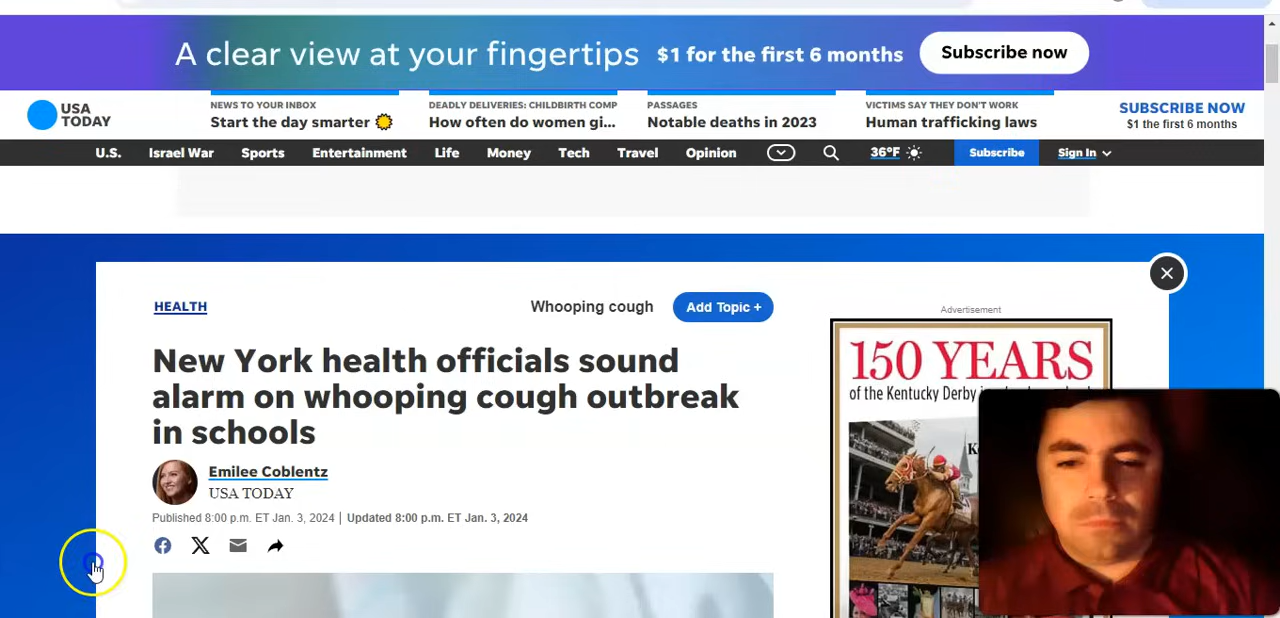 A clear view at your fingertips $1 for the first 6 months Subscribe now
USA TODAY
NEWS TO YOUR INBOX
Start the day smarter
DEADLY DELIVERIES: CHILDBIRTH COMP
How often do women gi...
PASSAGES
Notable deaths in 2023
VICTIMS SAY THEY DON'T WORK
Human trafficking laws
SUBSCRIBE NOW
$1 the first 6 months
U.S. Israel War Sports Entertainment Life Money Tech Travel Opinion 36°F Subscribe Sign In
HEALTH
Whooping cough Add Topic +
New York health officials sound
alarm on whooping cough outbreak
in schools
Emilee Coblentz
USA TODAY
Published 8:00 p.m. ET Jan. 3, 2024 | Updated 8:00 p.m. ET Jan. 3, 2024
Advertisement
150 YEARS
of the Kentucky Derby